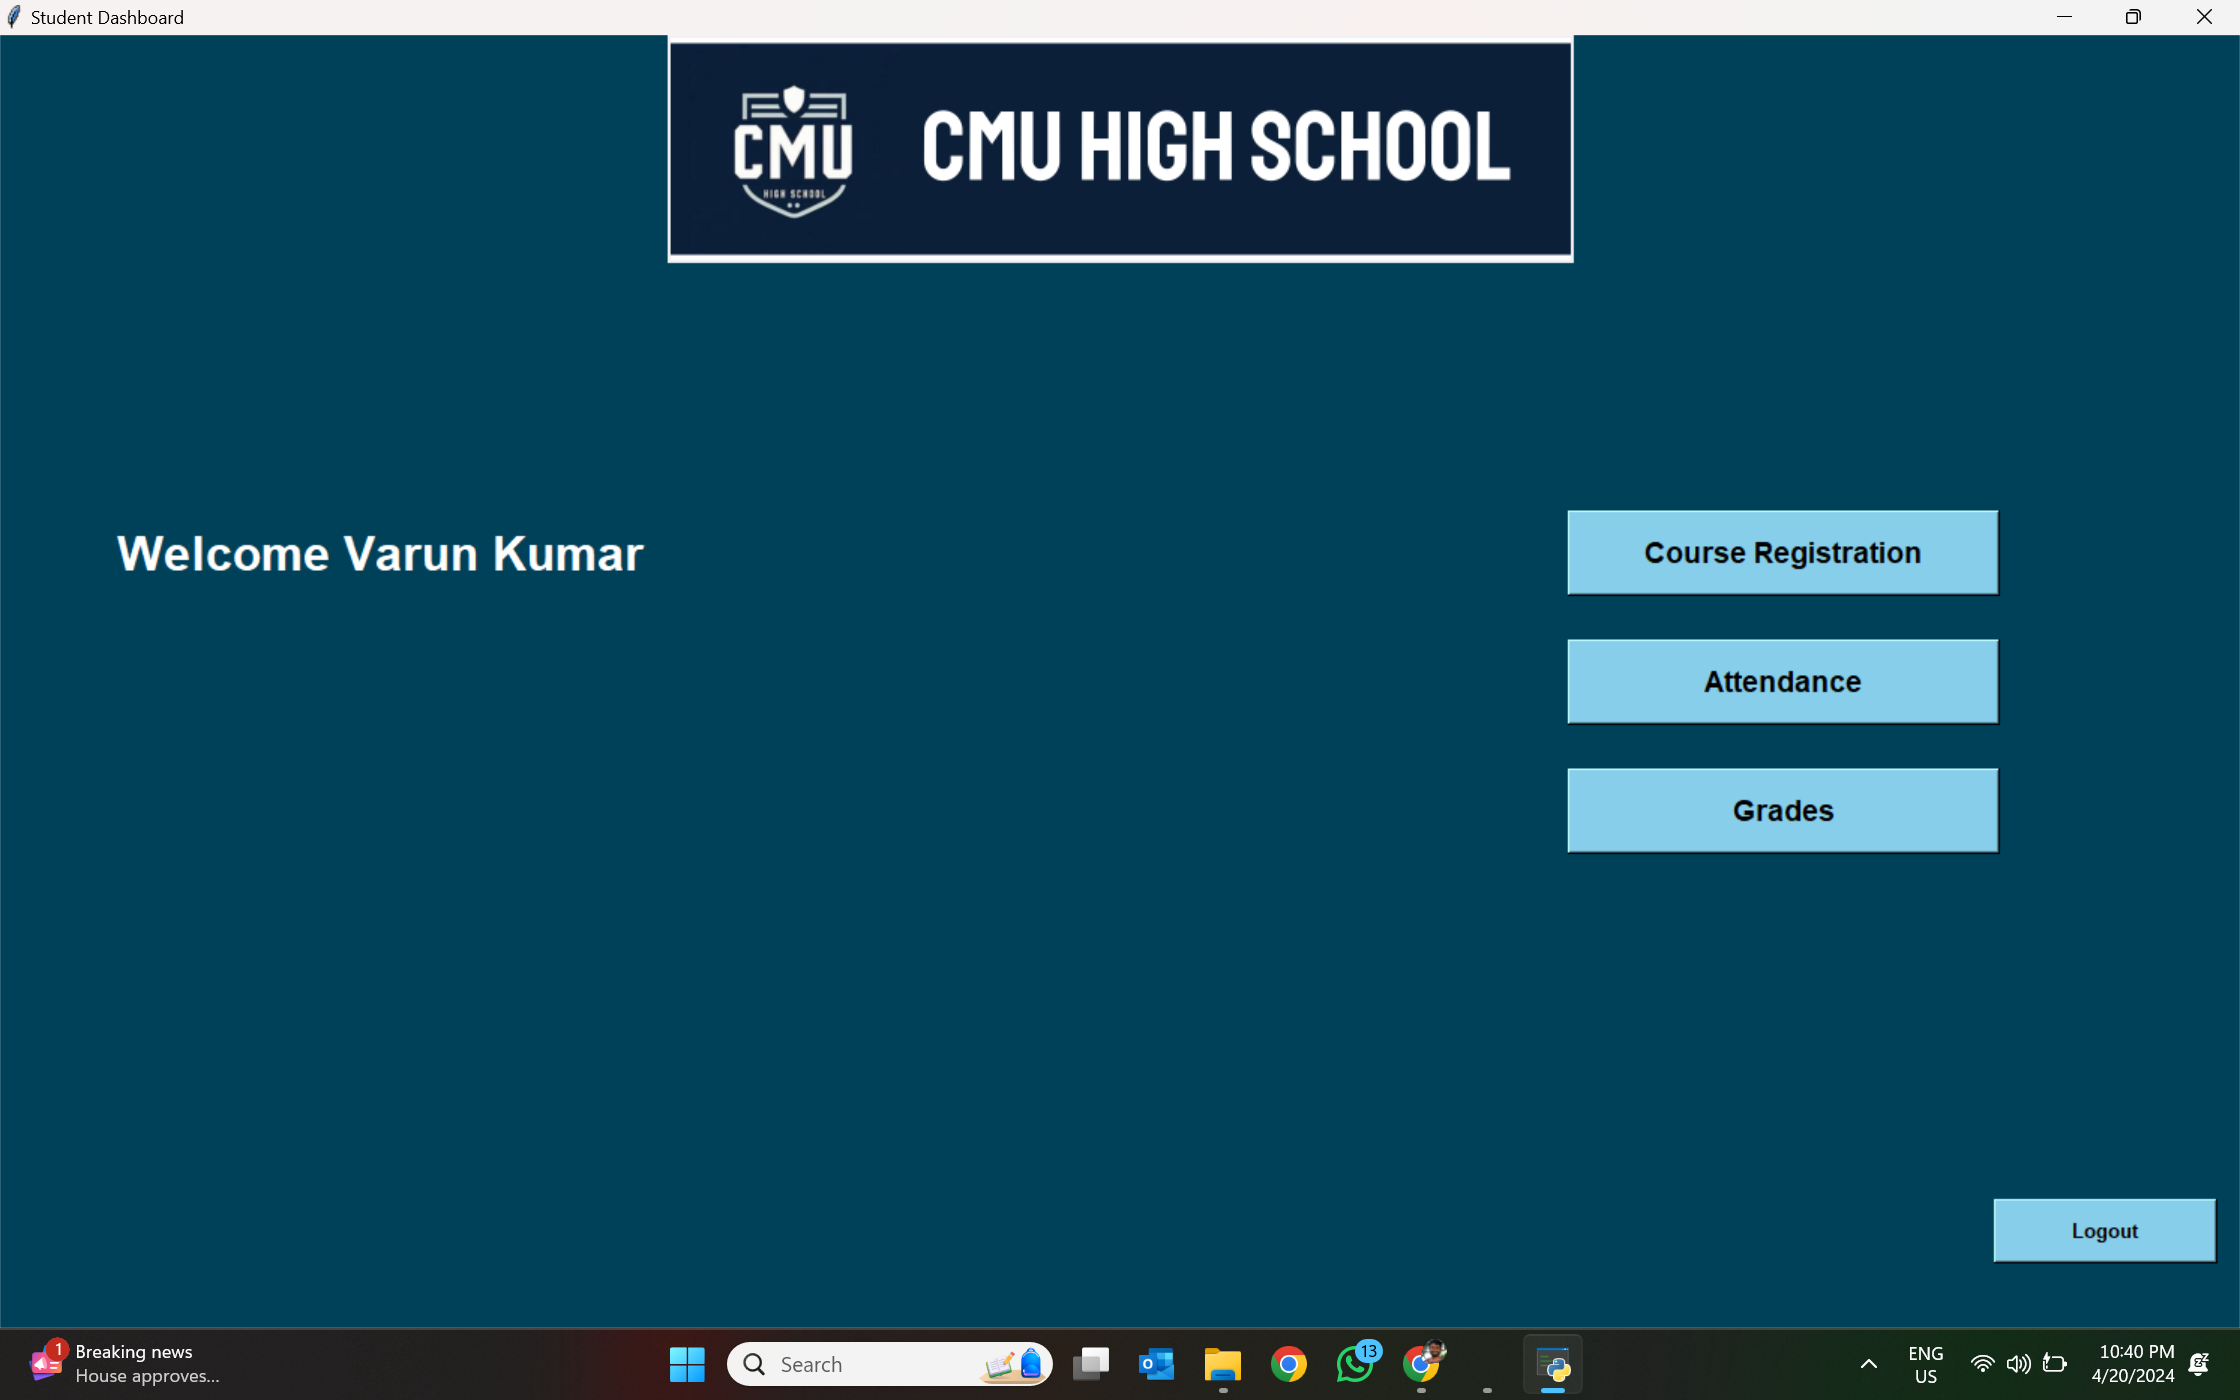 Student Dashboard
CMU
HIGH SCHOOL
CMU HIGH SCHOOL
Welcome Varun Kumar
Course Registration
Attendance
Grades
Logout
1
Breaking news
House approves...
Search
13
ENG
US
10:40 PM
4/20/2024